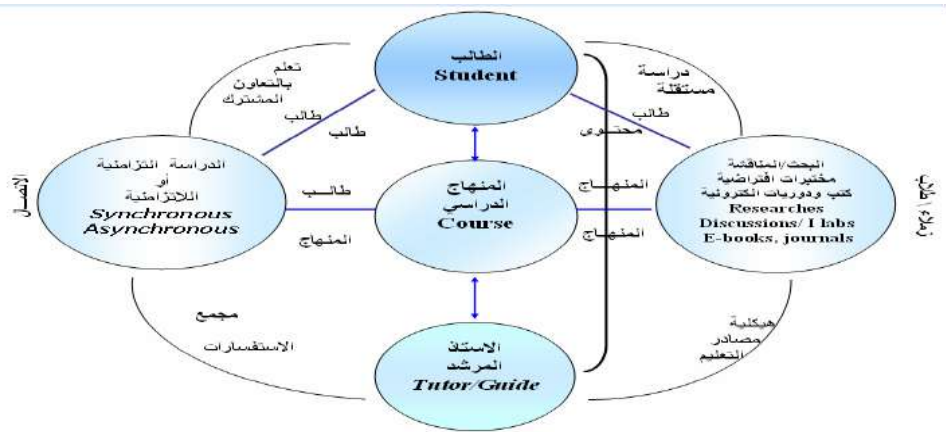 الطالب
Student
تعلم
بالتعاون
المشترك
طالب
طالب
دراسة
مستقلة
طالب
محتوى
الاتصال
الدراسة التزامنية
أو
اللاتزامنية
Synchronous
Asynchronous
طالب
المنهاج
المنهاج
الدراسي
Course
المنهاج
المنهاج
البحث/المناقشة
مختبرات افتراضية
كتب ودوريات الكترونية
Researches
Discussions/ I labs
E-books, journals
زملاء \ طلاب
مجمع
الاستفسارات
الاستاذ
المرشد
Tutor/Guide
هيكلية
مصادر
التعليم